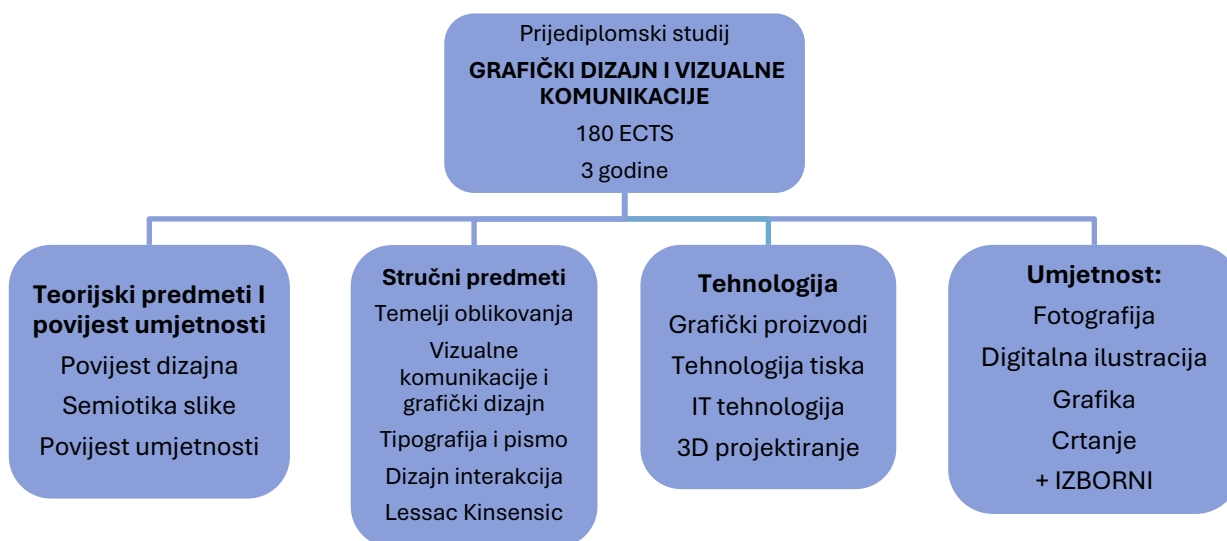 Prijediplomski studij
GRAFIČKI DIZAJN I VIZUALNE
KOMUNIKACIJE
180 ECTS
3 godine
Teorijski predmeti I
povijest umjetnosti
Povijest dizajna
Semiotika slike
Povijest umjetnosti
Stručni predmeti
Temelji oblikovanja
Vizualne
komunikacije i
grafički dizajn
Tipografija i pismo
Dizajn interakcija
Lessac Kinsensic
Tehnologija
Grafički proizvodi
Tehnologija tiska
IT tehnologija
3D projektiranje
Umjetnost:
Fotografija
Digitalna ilustracija
Grafika
Crtanje
+ IZBORNI